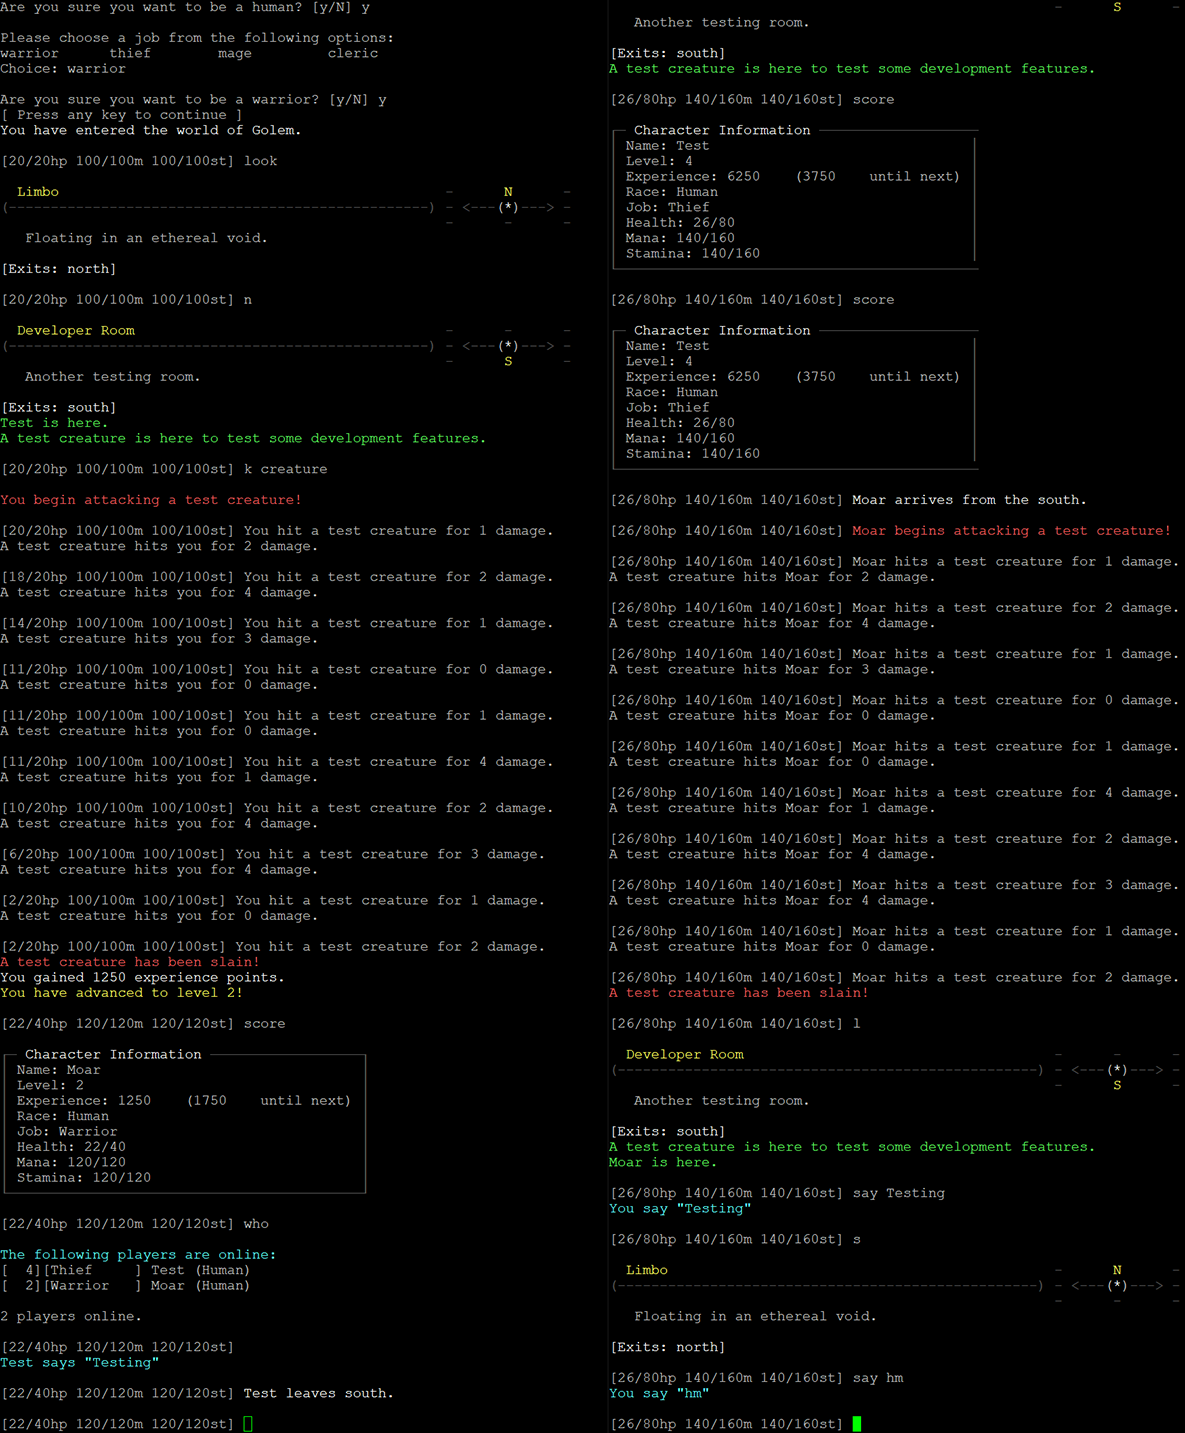 Are you sure you want to be a human? [y/N] y
Please choose a job from the following options:
warrior      thief        mage         cleric
Choice: warrior
Are you sure you want to be a warrior? [y/N] y
[ Press any key to continue ]
You have entered the world of Golem.
[20/20hp 100/100m 100/100st] look
Limbo - N -
(--------------------------------------------------) - <---(*)---> -
- - -
Floating in an ethereal void.
[Exits: north]
[20/20hp 100/100m 100/100st] n
Developer Room - - -
(--------------------------------------------------) - <---(*)---> -
- S -
Another testing room.
[Exits: south]
Test is here.
A test creature is here to test some development features.
[20/20hp 100/100m 100/100st] k creature
You begin attacking a test creature!
[20/20hp 100/100m 100/100st] You hit a test creature for 1 damage.
A test creature hits you for 2 damage.
[18/20hp 100/100m 100/100st] You hit a test creature for 2 damage.
A test creature hits you for 4 damage.
[14/20hp 100/100m 100/100st] You hit a test creature for 1 damage.
A test creature hits you for 3 damage.
[11/20hp 100/100m 100/100st] You hit a test creature for 0 damage.
A test creature hits you for 0 damage.
[11/20hp 100/100m 100/100st] You hit a test creature for 1 damage.
A test creature hits you for 0 damage.
[11/20hp 100/100m 100/100st] You hit a test creature for 4 damage.
A test creature hits you for 1 damage.
[10/20hp 100/100m 100/100st] You hit a test creature for 2 damage.
A test creature hits you for 4 damage.
[6/20hp 100/100m 100/100st] You hit a test creature for 3 damage.
A test creature hits you for 4 damage.
[2/20hp 100/100m 100/100st] You hit a test creature for 1 damage.
A test creature hits you for 0 damage.
[2/20hp 100/100m 100/100st] You hit a test creature for 2 damage.
A test creature has been slain!
You gained 1250 experience points.
You have advanced to level 2!
[22/40hp 120/120m 120/120st] score
Character Information
Name: Moar
Level: 2
Experience: 1250    (1750    until next)
Race: Human
Job: Warrior
Health: 22/40
Mana: 120/120
Stamina: 120/120
[22/40hp 120/120m 120/120st] who
The following players are online:
[  4][Thief     ] Test (Human)
[  2][Warrior   ] Moar (Human)
2 players online.
[22/40hp 120/120m 120/120st]
Test says "Testing"
[22/40hp 120/120m 120/120st] Test leaves south.
[22/40hp 120/120m 120/120st]
- S -
Another testing room.
[Exits: south]
A test creature is here to test some development features.
[26/80hp 140/160m 140/160st] score
Character Information
Name: Test
Level: 4
Experience: 6250    (3750    until next)
Race: Human
Job: Thief
Health: 26/80
Mana: 140/160
Stamina: 140/160
[26/80hp 140/160m 140/160st] score
Character Information
Name: Test
Level: 4
Experience: 6250    (3750    until next)
Race: Human
Job: Thief
Health: 26/80
Mana: 140/160
Stamina: 140/160
[26/80hp 140/160m 140/160st] Moar arrives from the south.
[26/80hp 140/160m 140/160st] Moar begins attacking a test creature!
[26/80hp 140/160m 140/160st] Moar hits a test creature for 1 damage.
A test creature hits Moar for 2 damage.
[26/80hp 140/160m 140/160st] Moar hits a test creature for 2 damage.
A test creature hits Moar for 4 damage.
[26/80hp 140/160m 140/160st] Moar hits a test creature for 1 damage.
A test creature hits Moar for 3 damage.
[26/80hp 140/160m 140/160st] Moar hits a test creature for 0 damage.
A test creature hits Moar for 0 damage.
[26/80hp 140/160m 140/160st] Moar hits a test creature for 1 damage.
A test creature hits Moar for 0 damage.
[26/80hp 140/160m 140/160st] Moar hits a test creature for 4 damage.
A test creature hits Moar for 1 damage.
[26/80hp 140/160m 140/160st] Moar hits a test creature for 2 damage.
A test creature hits Moar for 4 damage.
[26/80hp 140/160m 140/160st] Moar hits a test creature for 3 damage.
A test creature hits Moar for 4 damage.
[26/80hp 140/160m 140/160st] Moar hits a test creature for 1 damage.
A test creature hits Moar for 0 damage.
[26/80hp 140/160m 140/160st] Moar hits a test creature for 2 damage.
A test creature has been slain!
[26/80hp 140/160m 140/160st] l
Developer Room - - -
(--------------------------------------------------) - <---(*)---> -
- S -
Another testing room.
[Exits: south]
A test creature is here to test some development features.
Moar is here.
[26/80hp 140/160m 140/160st] say Testing
You say "Testing"
[26/80hp 140/160m 140/160st] s
Limbo - N -
(--------------------------------------------------) - <---(*)---> -
- - -
Floating in an ethereal void.
[Exits: north]
[26/80hp 140/160m 140/160st] say hm
You say "hm"
[26/80hp 140/160m 140/160st]